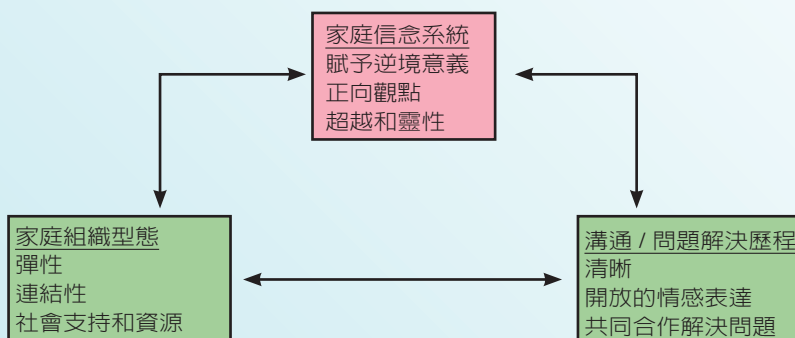 家庭信念系統
賦予逆境意義
正向觀點
超越和靈性
家庭組織型態
彈性
連結性
社會支持和資源
溝通 / 問題解決歷程
清晰
開放的情感表達
共同合作解決問題